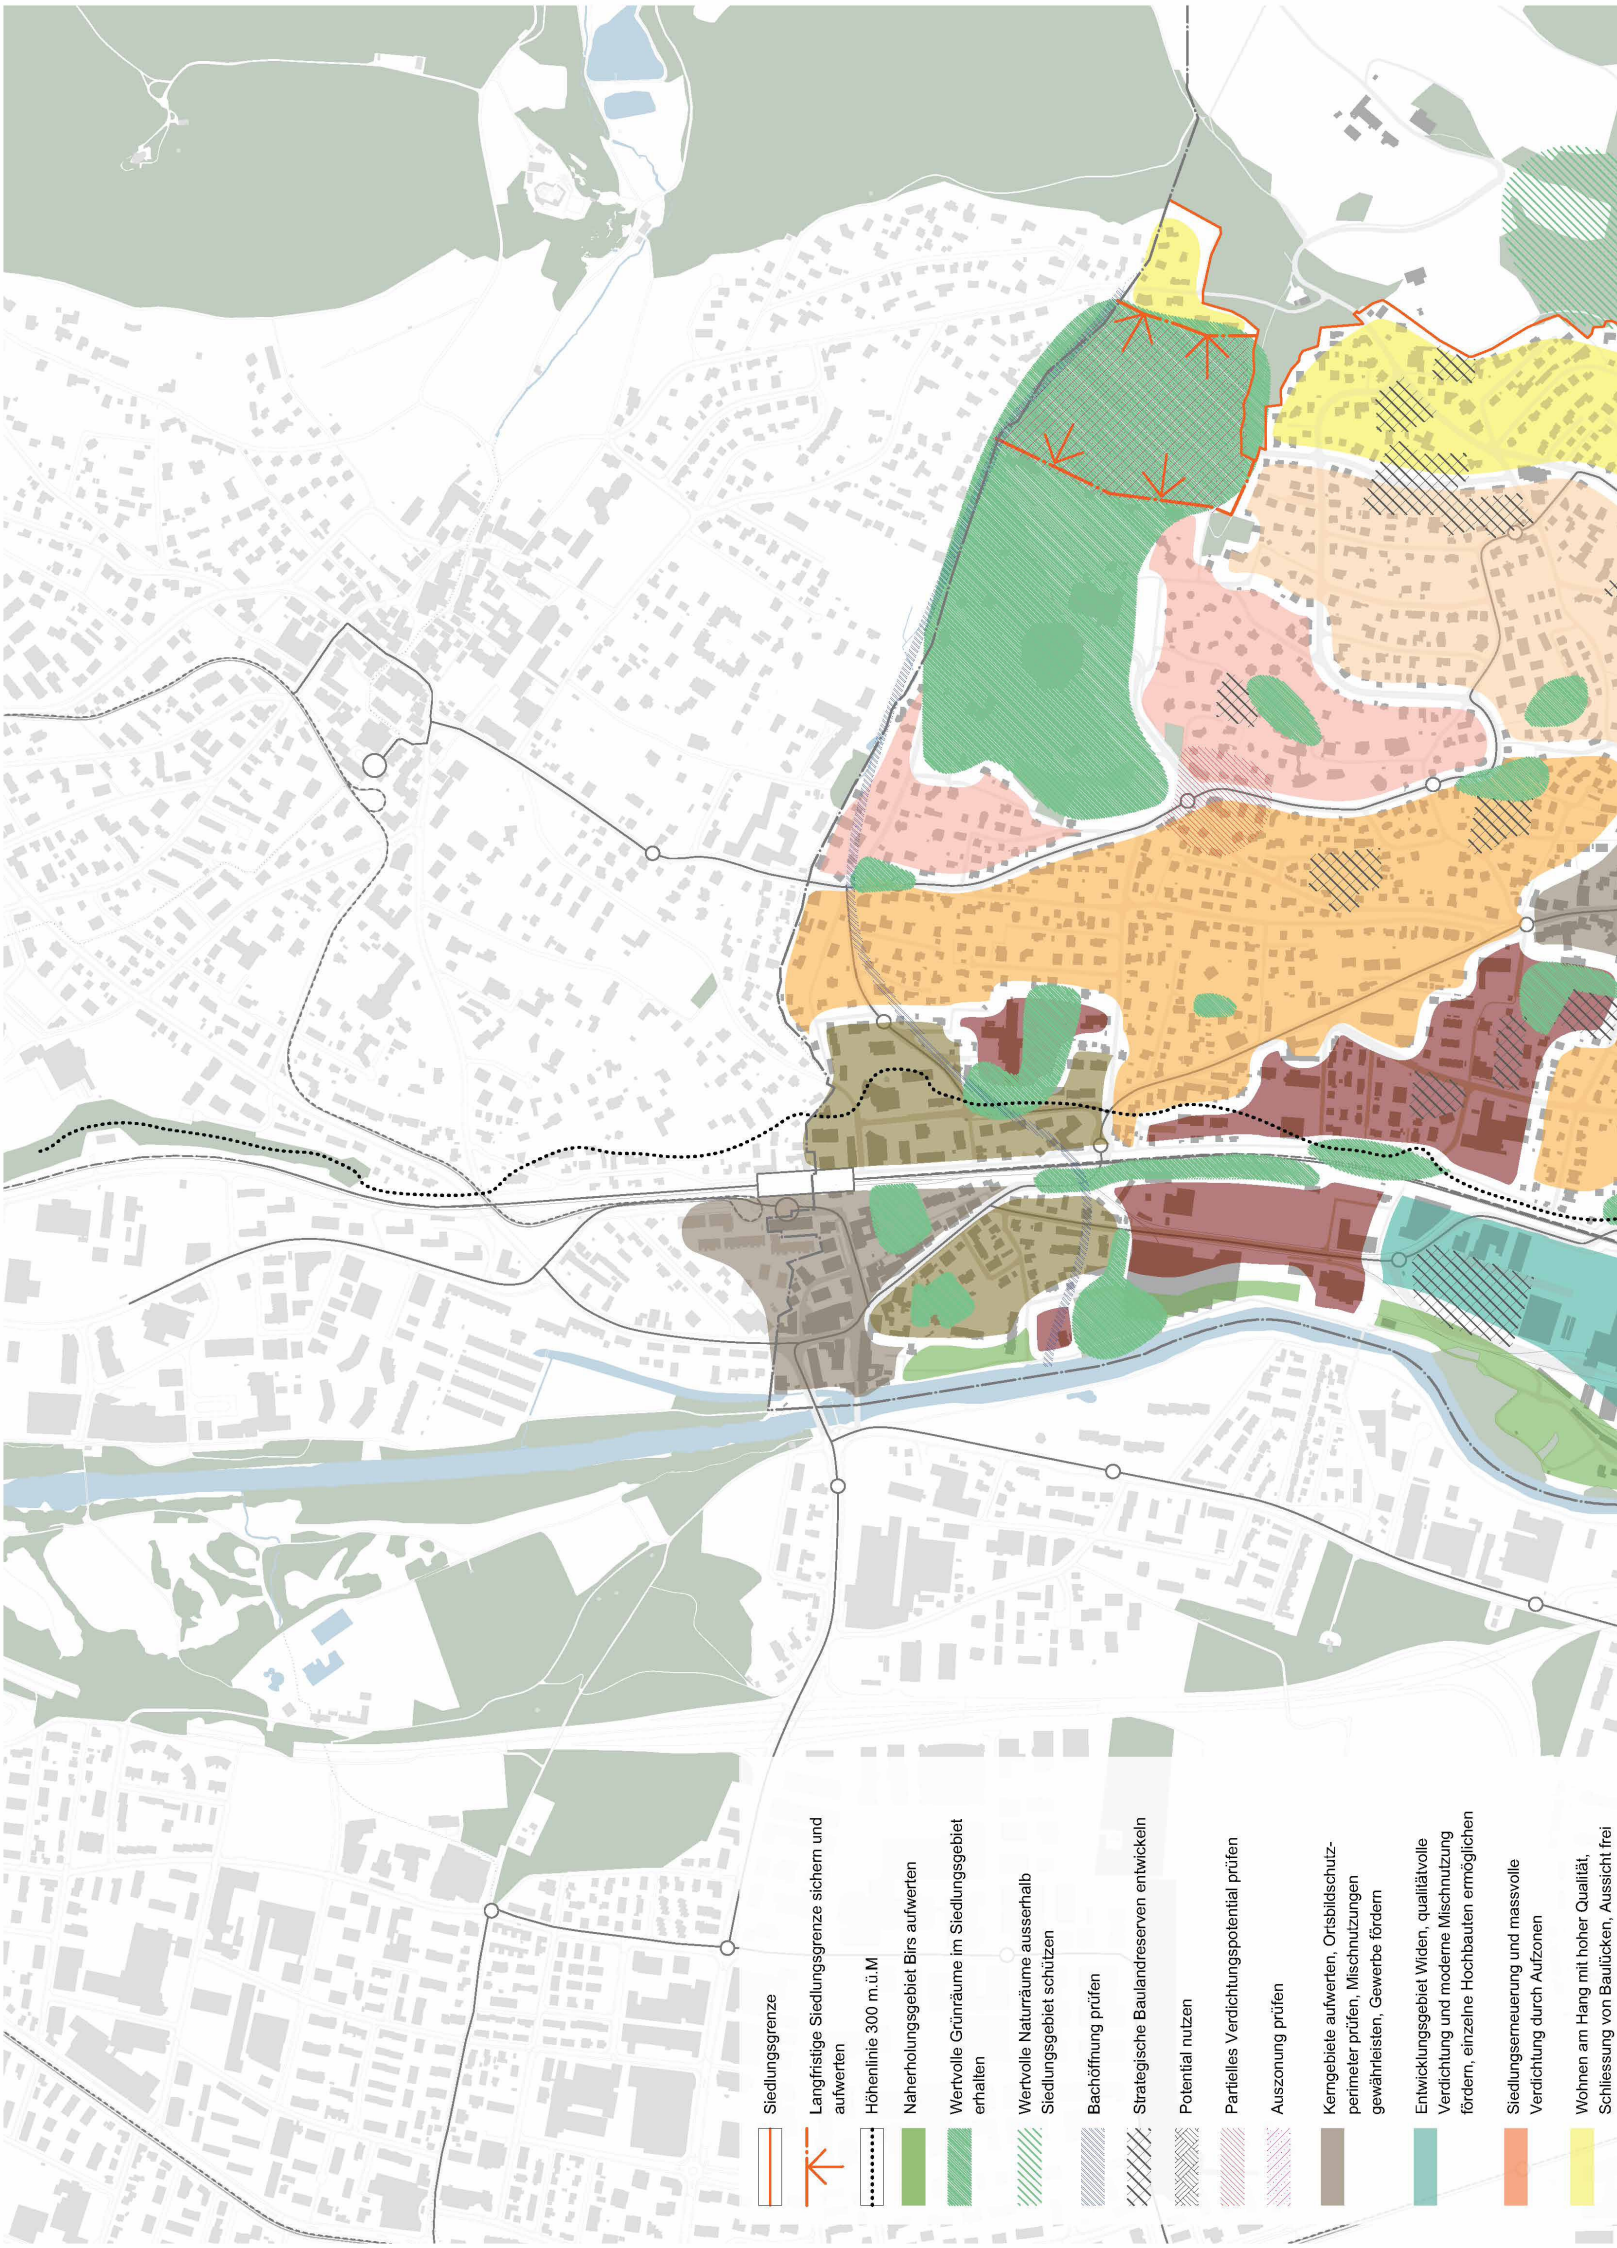 Siedlungsgrenze
Langfristige Siedlungsgrenze sichern und
aufwerten
Höhenlinie 300 m.ü.M
Naherholungsgebiet Birs aufwerten
Wertvolle Grünräume im Siedlungsgebiet
erhalten
Wertvolle Naturräume ausserhalb
Siedlungsgebiet schützen
Bachöffnung prüfen
Strategische Baulandreserven entwickeln
Potential nutzen
Partielles Verdichtungspotential prüfen
Auszonung prüfen
Kerngebiete aufwerten, Ortsbildschutz-
perimeter prüfen, Mischnutzungen
gewährleisten, Gewerbe fördern
Entwicklungsgebiet Widen, qualitätvolle
Verdichtung und moderne Mischnutzung
fördern, einzelne Hochbauten ermöglichen
Siedlungserneuerung und massvolle
Verdichtung durch Aufzonen
Wohnen am Hang mit hoher Qualität,
Schliessung von Baulücken, Aussicht frei